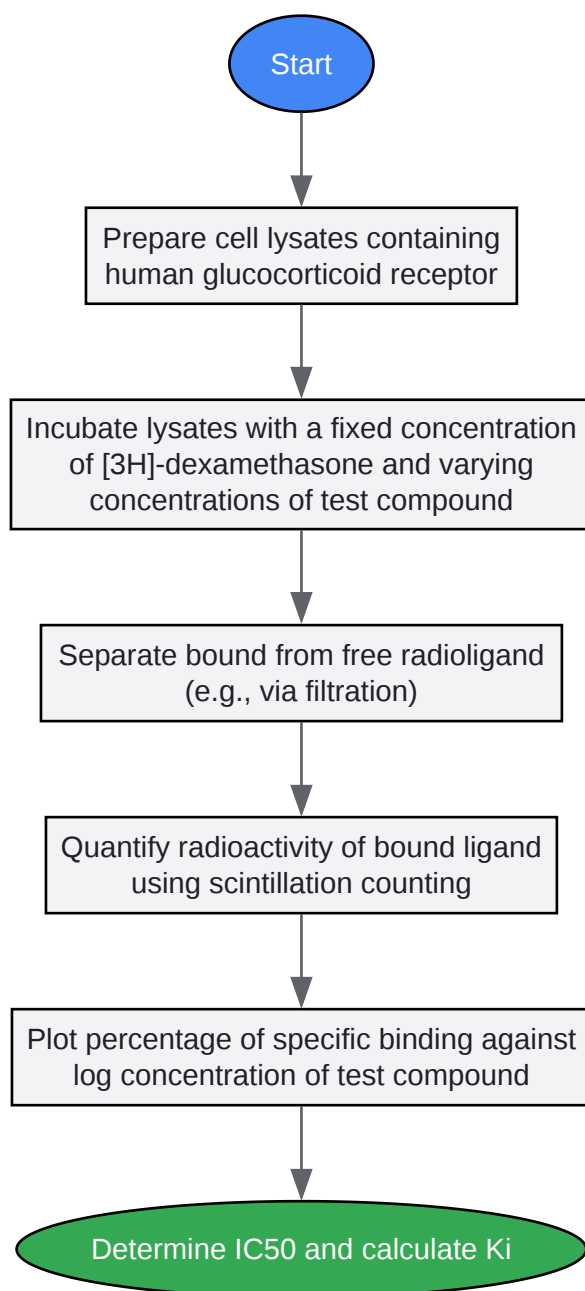 Start
Prepare cell lysates containing
human glucocorticoid receptor
Incubate lysates with a fixed concentration
of [3H]-dexamethasone and varying
concentrations of test compound
Separate bound from free radioligand
(e.g., via filtration)
Quantify radioactivity of bound ligand
using scintillation counting
Plot percentage of specific binding against
log concentration of test compound
Determine IC50 and calculate Ki